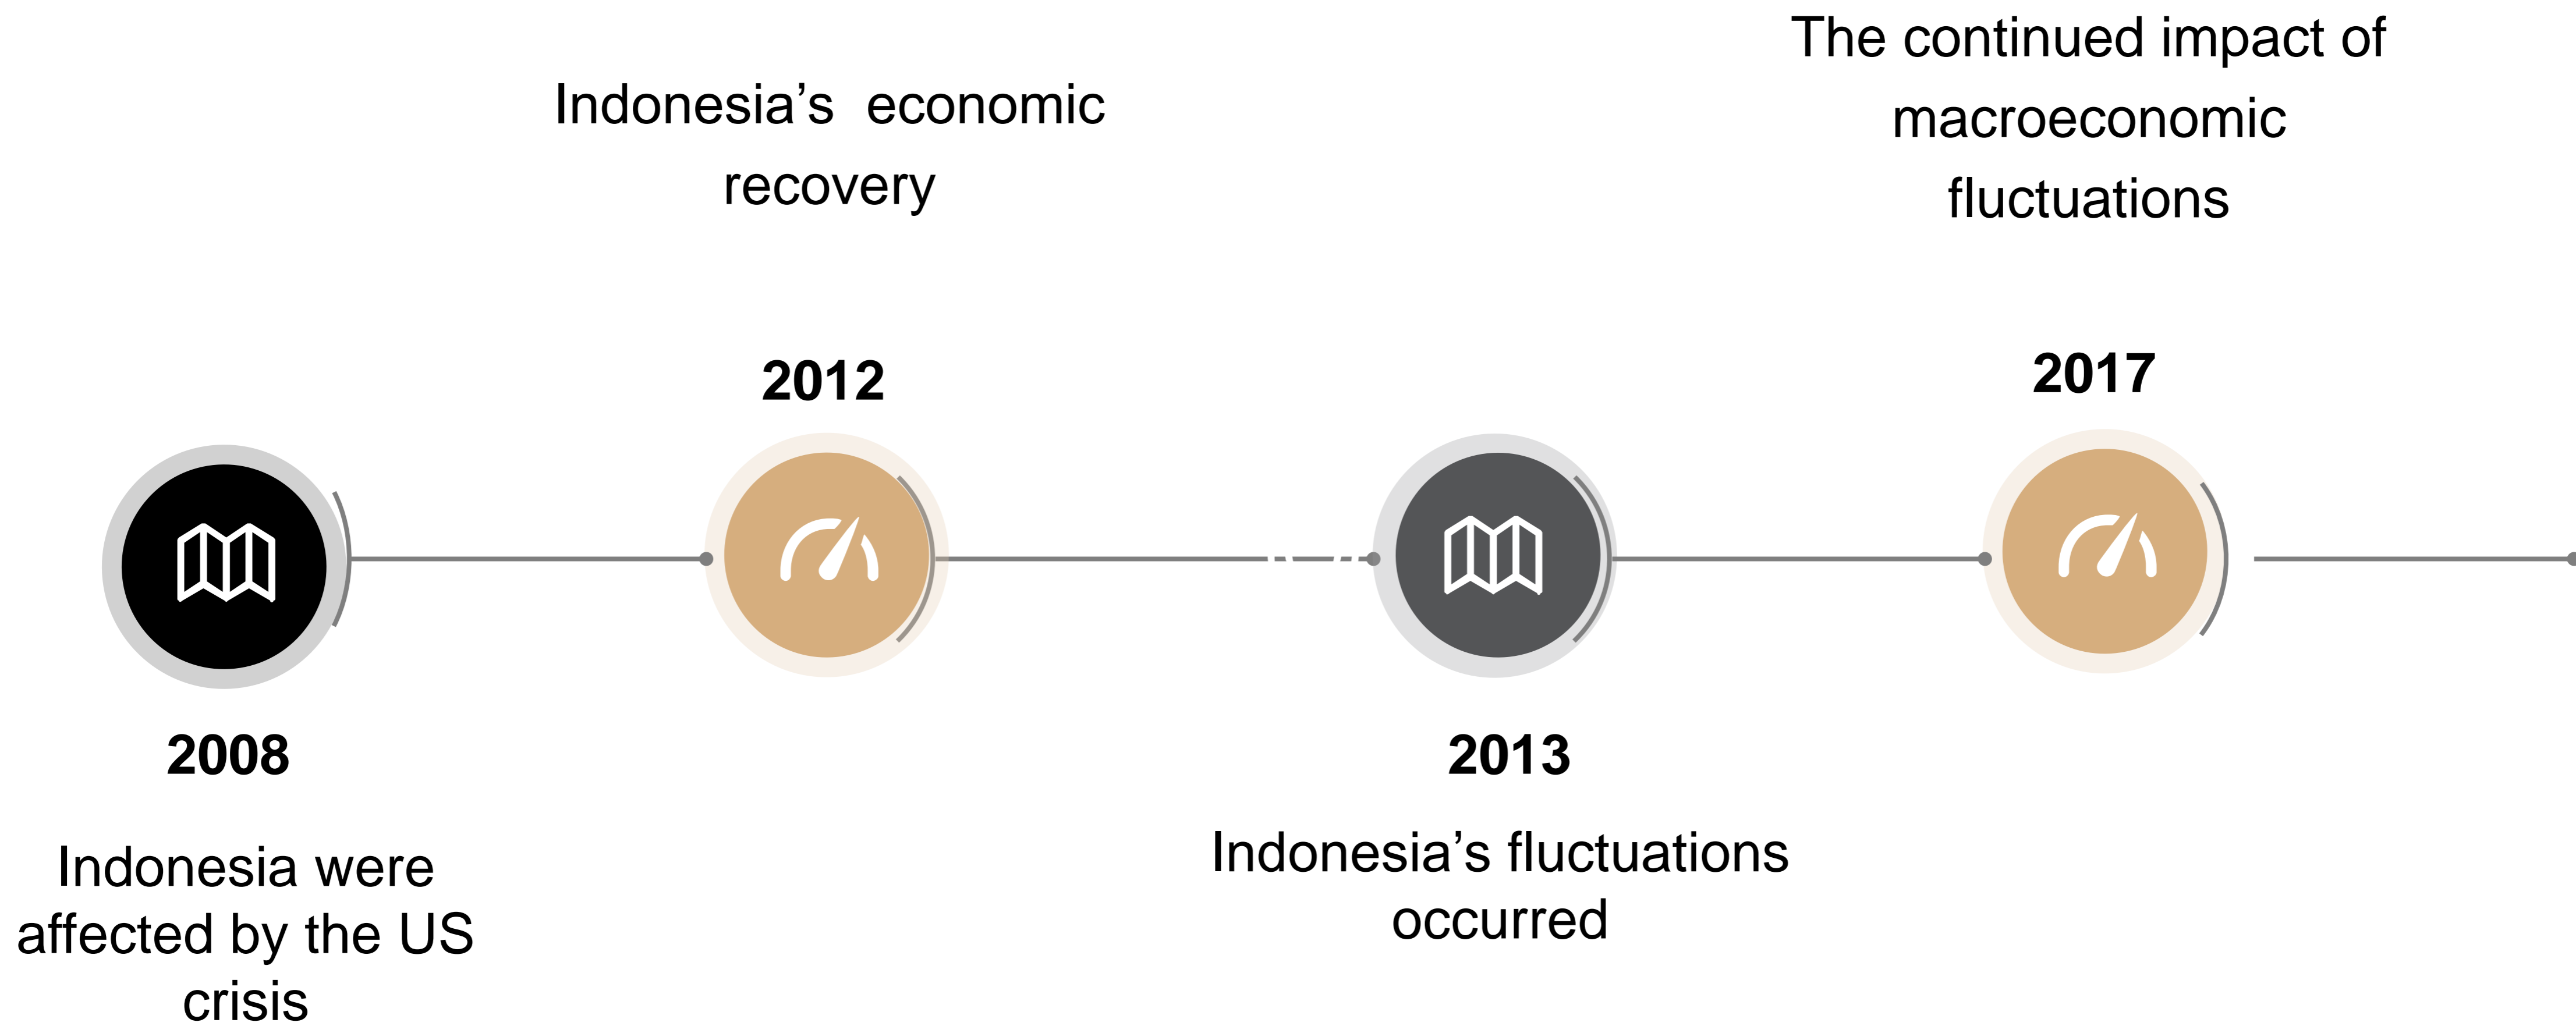 2008
Indonesia were
affected by the US
crisis
Indonesia’s  economic
recovery
2012
2013
Indonesia’s fluctuations
occurred
The continued impact of
macroeconomic
fluctuations
2017